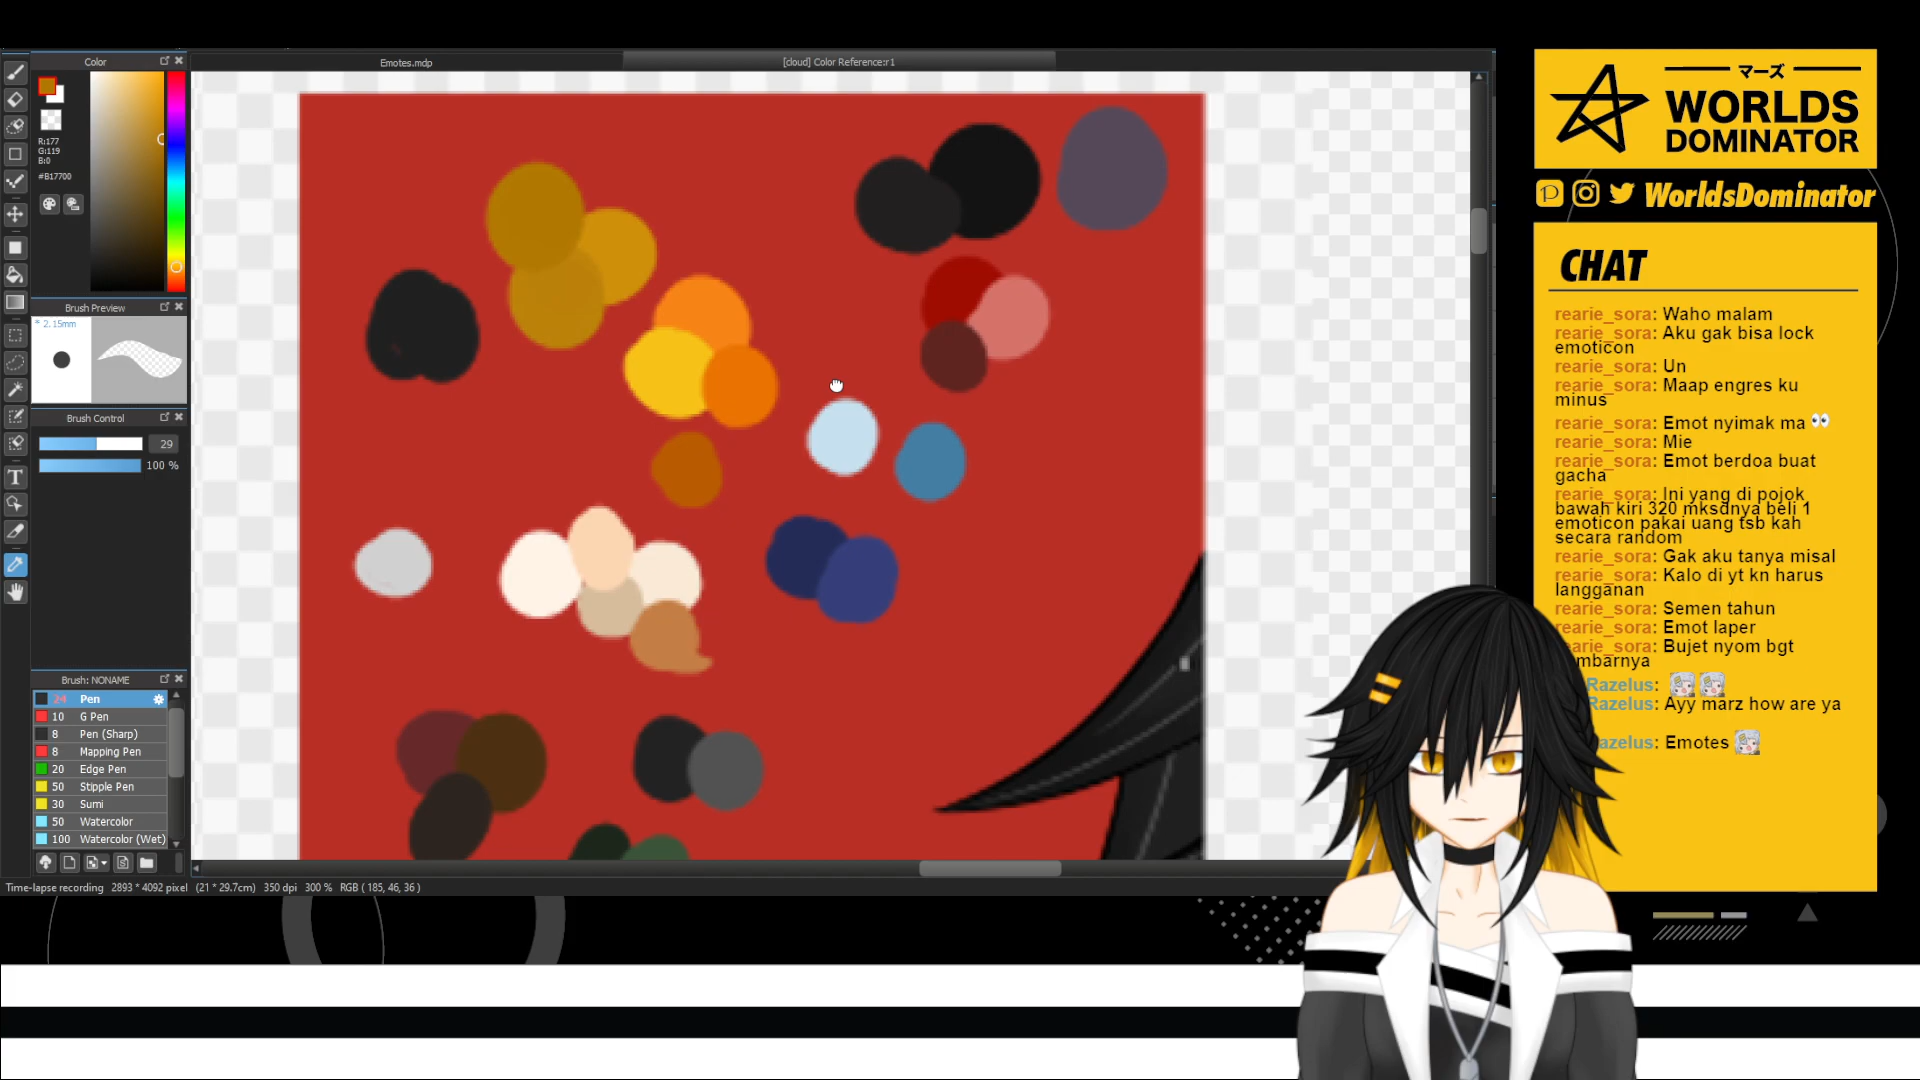 Color
Emotes.mdp
[cloud] Color Reference:r1
R:177
G:119
B:0
#B17700
Brush Preview
* 2.15mm
Brush Control
29
100 %
Brush: NONAME
24 Pen
10 G Pen
8 Pen (Sharp)
8 Mapping Pen
20 Edge Pen
50 Stipple Pen
30 Sumi
50 Watercolor
100 Watercolor (Wet)
Time-lapse recording 2893 * 4092 pixel (21 * 29.7cm) 350 dpi 300 % RGB ( 185, 46, 36 )
マーズ
WORLDS
DOMINATOR
WorldsDominator
CHAT
rearie_sora: Waho malam
rearie_sora: Aku gak bisa lock
emoticon
rearie_sora: Un
rearie_sora: Maap engres ku
minus
rearie_sora: Emot nyimak ma 👀
rearie_sora: Mie
rearie_sora: Emot berdoa buat
gacha
rearie_sora: Ini yang di pojok
bawah kiri 320 mksdnya beli 1
emoticon pakai uang tsb kah
secara random
rearie_sora: Gak aku tanya misal
rearie_sora: Kalo di yt kn harus
langganan
rearie_sora: Semen tahun
rearie_sora: Emot laper
rearie_sora: Bujet nyom bgt
mbarnya
Razelus:
Razelus: Ayy marz how are ya
azelus: Emotes